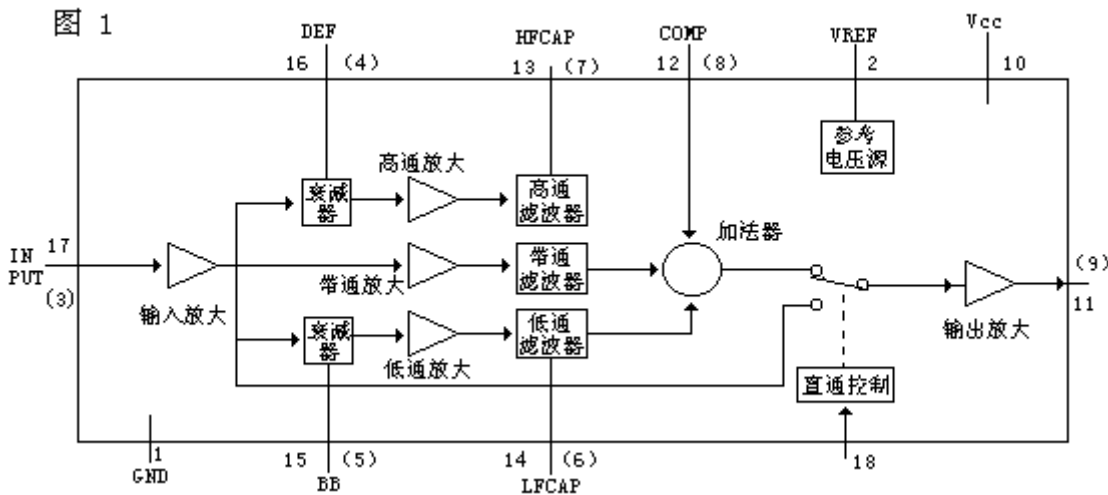 图 1
DEF
HFCAP
COMP
VREF
Vcc
16 (4)
13 (7)
12 (8)
2
10
参考
电压源
高通放大
衰减
器
高通
滤波器
加法器
IN
PUT
17
(3)
带通
滤波器
(9)
11
输入放大
带通放大
输出放大
衰减
器
低通
滤波器
低通放大
直通控制
1
GND
15 (5)
BB
14 (6)
LFCAP
18